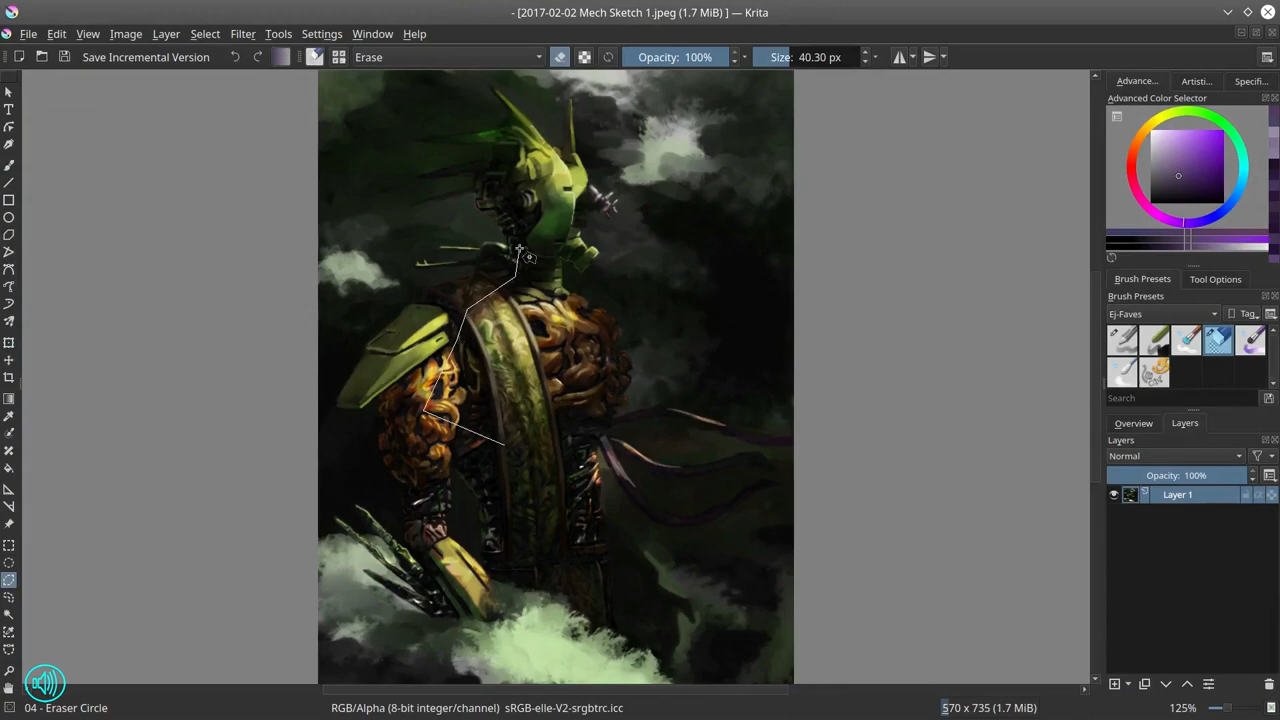 - [2017-02-02 Mech Sketch 1.jpeg (1.7 MiB) ] — Krita
File Edit View Image Layer Select Filter Tools Settings Window Help
Save Incremental Version Erase Opacity: 100% Size: 40.30 px
Advance... Artisti... Specifi...
Advanced Color Selector
Brush Presets Tool Options
Brush Presets
Ej-Faves Tag
Search
Overview Layers
Layers
Normal
Opacity: 100%
Layer 1
04 - Eraser Circle RGB/Alpha (8-bit integer/channel) sRGB-elle-V2-srgbtrc.icc 570 x 735 (1.7 MiB) 125%